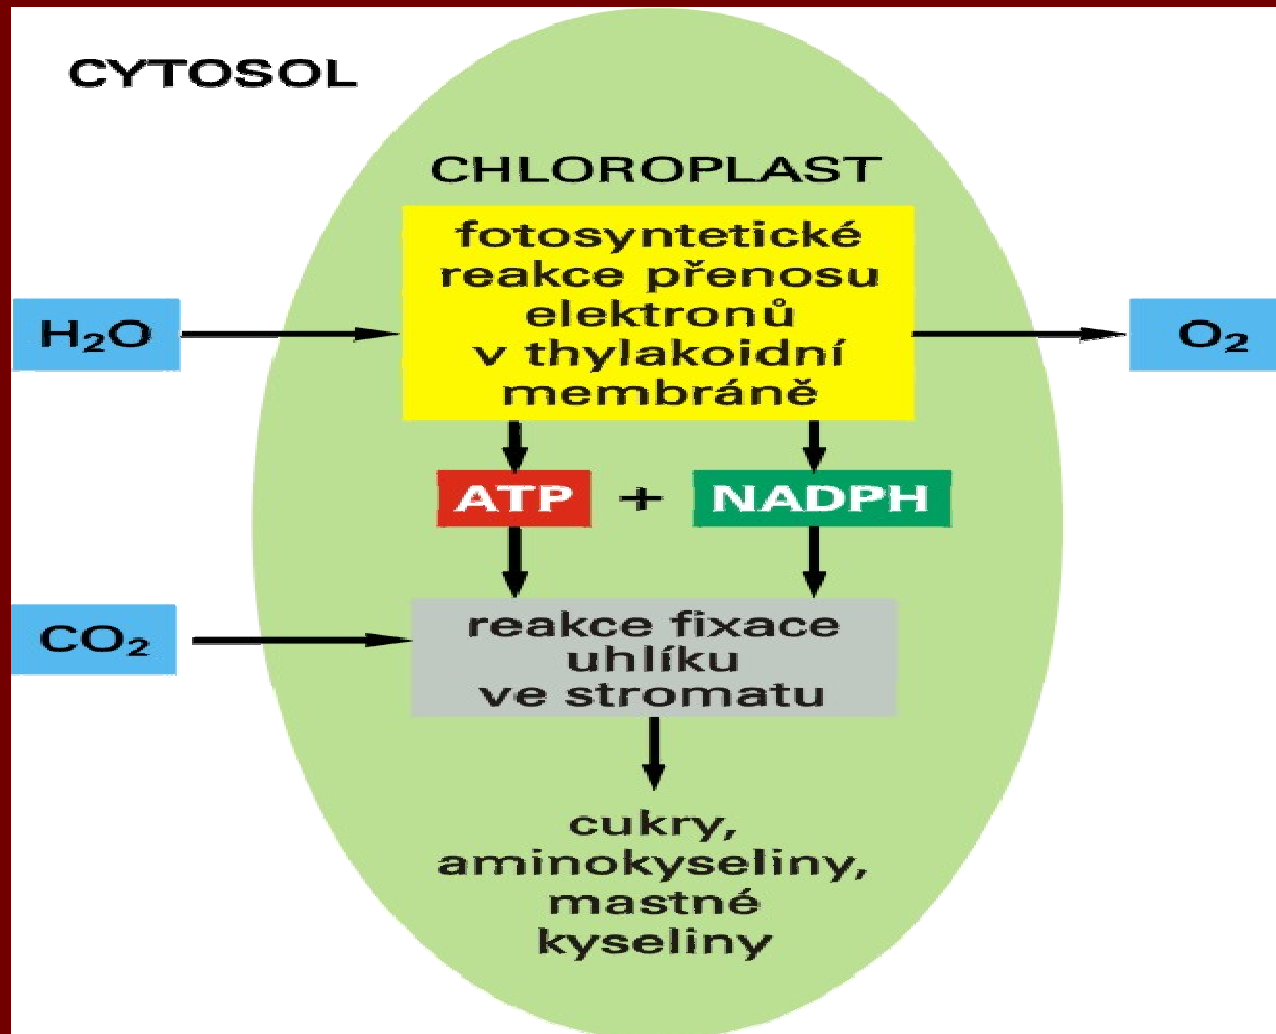 CYTOSOL
CHLOROPLAST
fotosyntetické
reakce přenosu
elektronů
v thylakoidní
membráně
H₂O
O₂
ATP + NADPH
CO₂
reakce fixace
uhlíku
ve stromatu
cukry,
aminokyseliny,
mastné
kyseliny